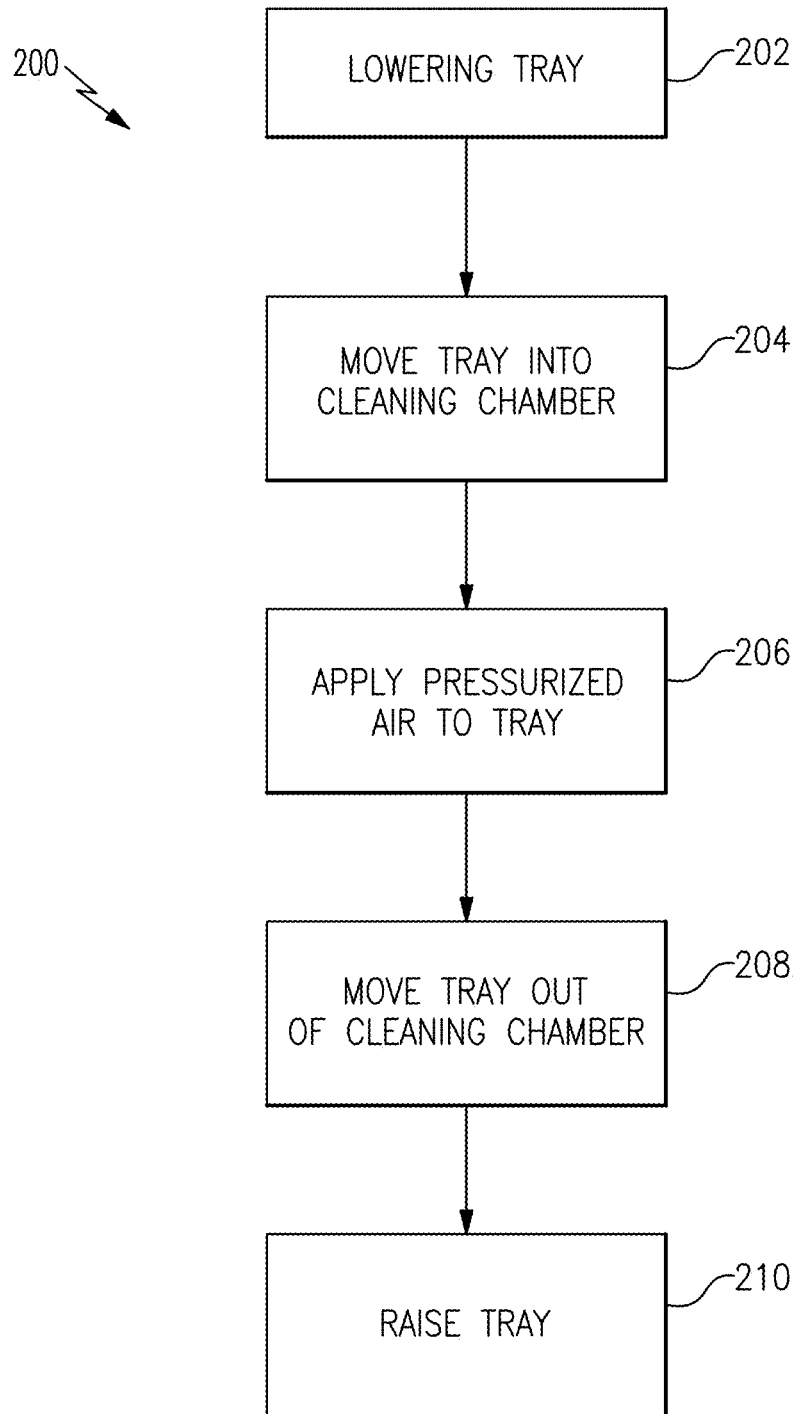 200
LOWERING TRAY
202
MOVE TRAY INTO
CLEANING CHAMBER
204
APPLY PRESSURIZED
AIR TO TRAY
206
MOVE TRAY OUT
OF CLEANING CHAMBER
208
RAISE TRAY
210